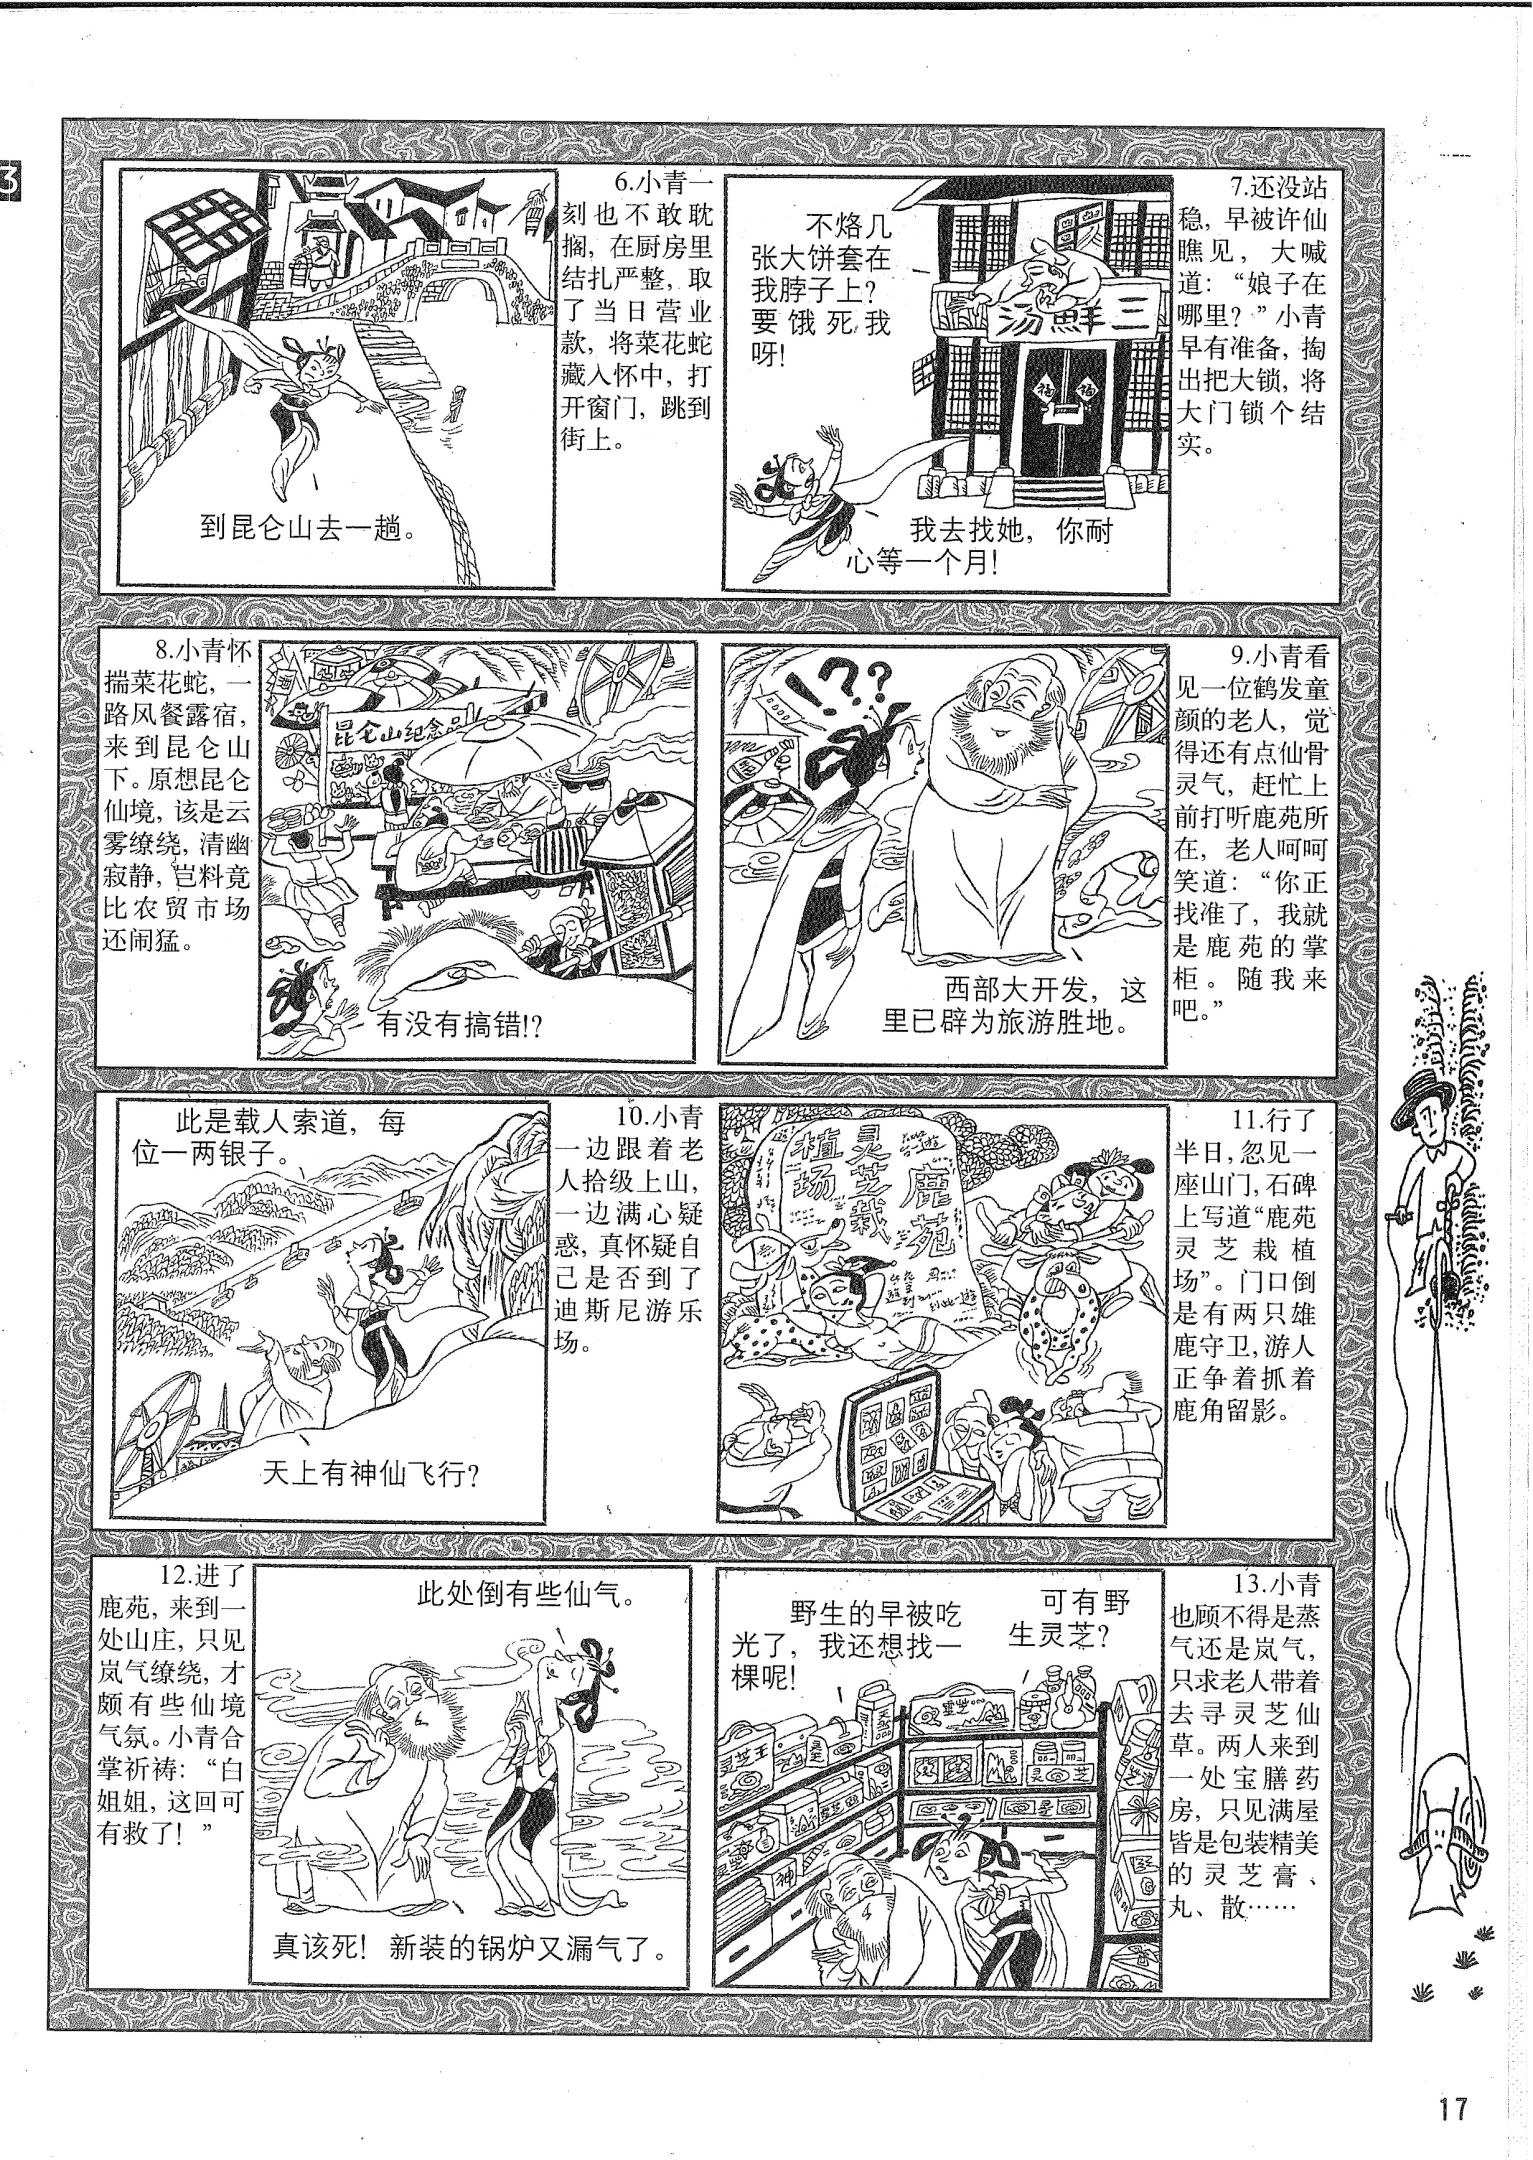 3
6.小青一
刻也不敢耽
搁，在厨房里
结扎严整，取
了当日营业
款，将菜花蛇
藏入怀中，打
开窗门，跳到
街上。
到昆仑山去一趟。
不烙几
张大饼套在
我脖子上？
要饿死我
呀！
汤鲜三
福
福
我去找她，你耐
心等一个月！
7.还没站
稳，早被许仙
瞧见，大喊
道：“娘子在
哪里？”小青
早有准备，掏
出把大锁，将
大门锁个结
实。
8.小青怀
揣菜花蛇，一
路风餐露宿，
来到昆仑山
下。原想昆仑
仙境，该是云
雾缭绕，清幽
寂静，岂料竟
比农贸市场
还闹猛。
昆仑山纪念品
有没有搞错!?
!???
西部大开发，这
里已辟为旅游胜地。
9.小青看
见一位鹤发童
颜的老人，觉
得还有点仙骨
灵气，赶忙上
前打听鹿苑所
在，老人呵呵
笑道：“你正
找准了，我就
是鹿苑的掌
柜。随我来
吧。”
此是载人索道，每
位一两银子。
天上有神仙飞行？
10.小青
一边跟着老
人拾级上山，
一边满心疑
惑，真怀疑自
己是否到了
迪斯尼游乐
场。
鹿苑
灵芝栽
植场
11.行了
半日，忽见一
座山门，石碑
上写道“鹿苑
灵芝栽植
场”。门口倒
是有两只雄
鹿守卫，游人
正争着抓着
鹿角留影。
12.进了
鹿苑，来到一
处山庄，只见
岚气缭绕，才
颇有些仙境
气氛。小青合
掌祈祷：“白
姐姐，这回可
有救了！”
此处倒有些仙气。
真该死！新装的锅炉又漏气了。
野生的早被吃
光了，我还想找一
棵呢！
可有野
生灵芝？
灵芝王
灵
靈芝
灵芝
神
13.小青
也顾不得是蒸
气还是岚气，
只求老人带着
去寻灵芝仙
草。两人来到
一处宝膳药
房，只见满屋
皆是包装精美
的灵芝膏、
丸、散……
17